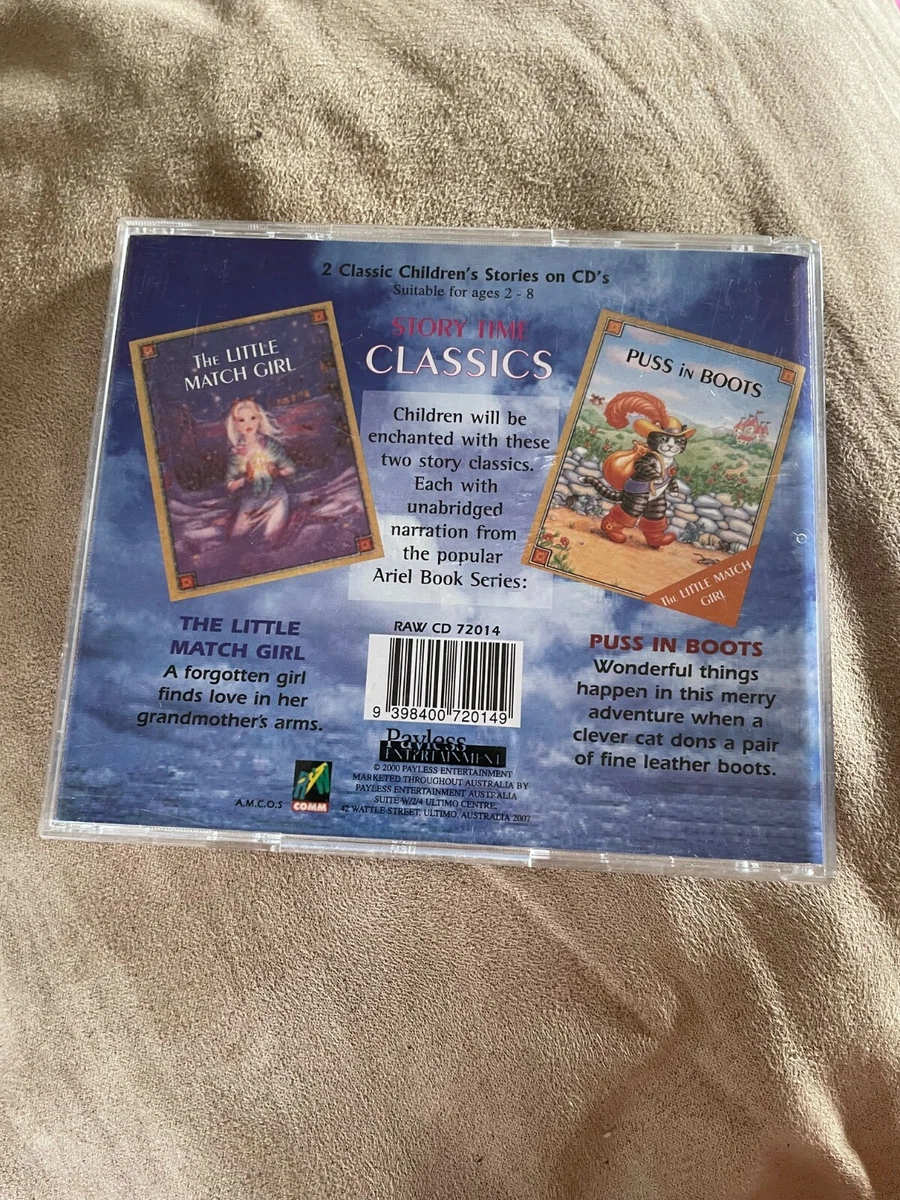 2 Classic Children's Stories on CD's
Suitable for ages 2 - 8
STORY TIME
CLASSICS
THE LITTLE
MATCH GIRL
PUSS IN BOOTS
THE LITTLE MATCH
GIRL
Children will be
enchanted with these
two story classics.
Each with
unabridged
narration from
the popular
Ariel Book Series:
THE LITTLE
MATCH GIRL
A forgotten girl
finds love in her
grandmother's arms.
RAW CD 72014
9 398400 720149
PUSS IN BOOTS
Wonderful things
happen in this merry
adventure when a
clever cat dons a pair
of fine leather boots.
Payless
ENTERTAINMENT
© 2000 PAYLESS ENTERTAINMENT
MARKETED THROUGHOUT AUSTRALIA BY
PAYLESS ENTERTAINMENT AUSTRALIA
SUITE W/2/4 ULTIMO CENTRE,
42 WATTLE STREET, ULTIMO, AUSTRALIA 2007
A.M.C.O.S
COMM